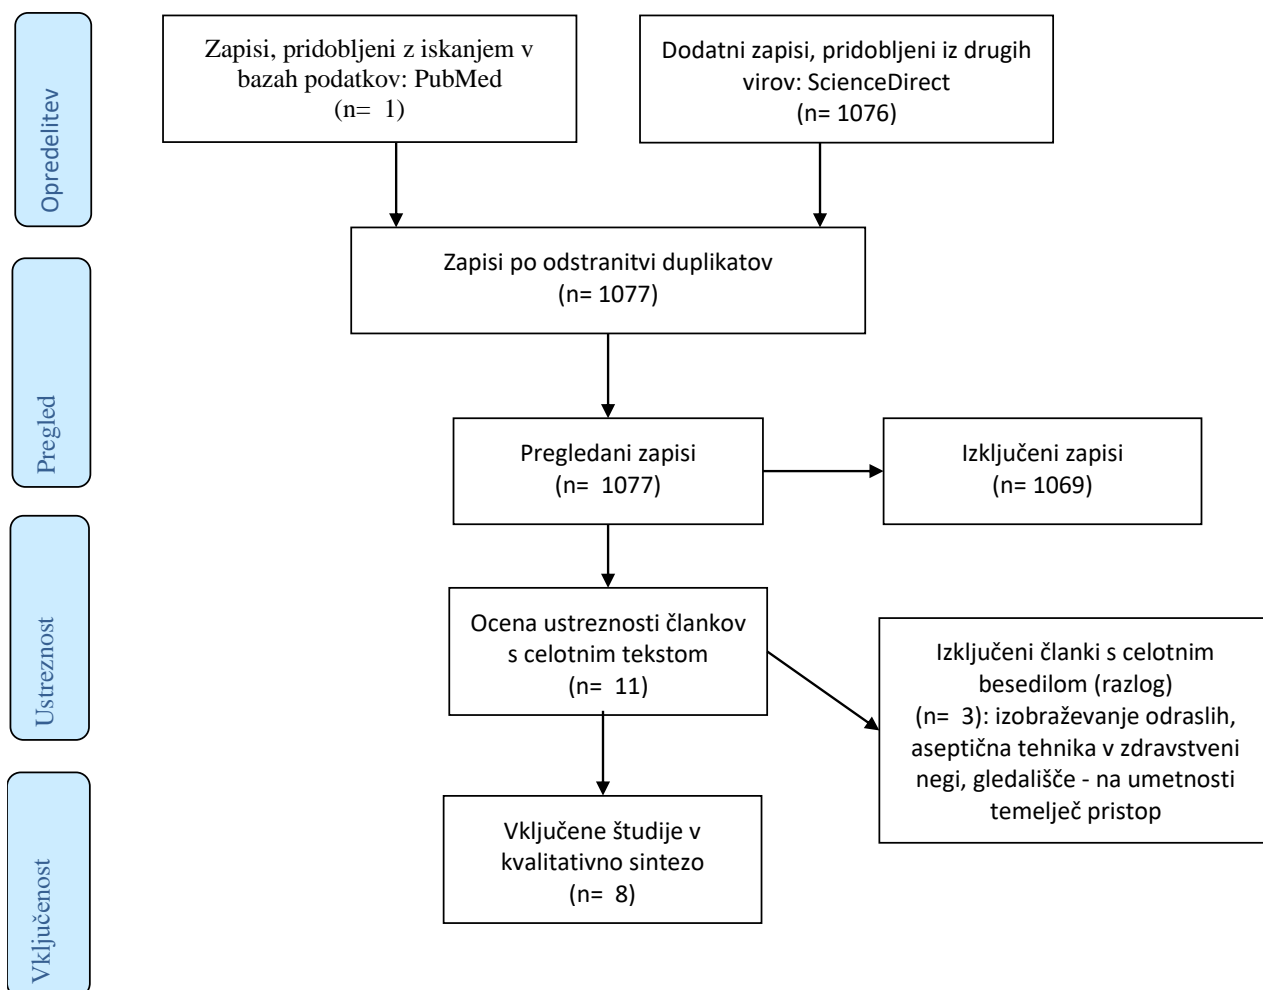 Opredelitev
Zapisi, pridobljeni z iskanjem v
bazah podatkov: PubMed
(n= 1)
Dodatni zapisi, pridobljeni iz drugih
virov: ScienceDirect
(n= 1076)
Zapisi po odstranitvi duplikatov
(n= 1077)
Pregled
Pregledani zapisi
(n= 1077)
Izključeni zapisi
(n= 1069)
Ustreznost
Ocena ustreznosti člankov
s celotnim tekstom
(n= 11)
Izključeni članki s celotnim
besedilom (razlog)
(n= 3): izobraževanje odraslih,
aseptična tehnika v zdravstveni
negi, gledališče - na umetnosti
temelječ pristop
Vključenost
Vključene študije v
kvalitativno sintezo
(n= 8)